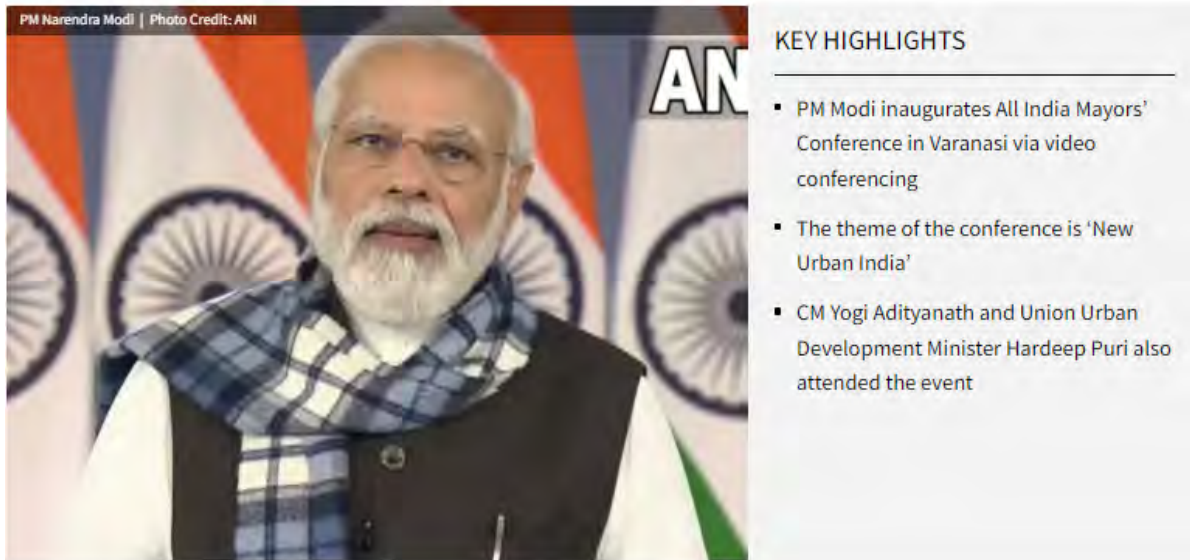 PM Narendra Modi | Photo Credit: ANI
AN
KEY HIGHLIGHTS
▪ PM Modi inaugurates All India Mayors’
Conference in Varanasi via video
conferencing
▪ The theme of the conference is ‘New
Urban India’
▪ CM Yogi Adityanath and Union Urban
Development Minister Hardeep Puri also
attended the event